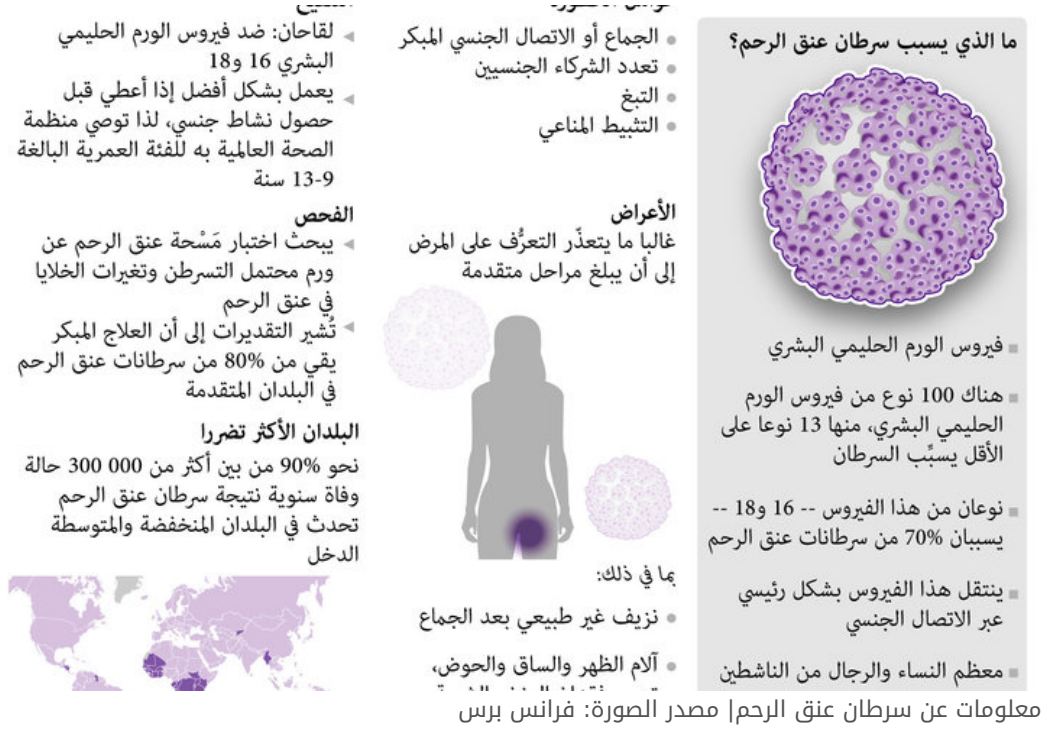 ما الذي يسبب سرطان عنق الرحم؟
فيروس الورم الحليمي البشري
هناك 100 نوع من فيروس الورم
الحليمي البشري، منها 13 نوعا على
الأقل يسبِّب السرطان
نوعان من هذا الفيروس -- 16 و18 --
يسببان 70% من سرطانات عنق الرحم
ينتقل هذا الفيروس بشكل رئيسي
عبر الاتصال الجنسي
معظم النساء والرجال من الناشطين
الجماع أو الاتصال الجنسي المبكر
تعدد الشركاء الجنسيين
التبغ
التثبيط المناعي
الأعراض
غالبا ما يتعذّر التعرُّف على المرض
إلى أن يبلغ مراحل متقدمة
بما في ذلك:
نزيف غير طبيعي بعد الجماع
آلام الظهر والساق والحوض،
لقاحان: ضد فيروس الورم الحليمي
البشري 16 و18
يعمل بشكل أفضل إذا أعطي قبل
حصول نشاط جنسي، لذا توصي منظمة
الصحة العالمية به للفئة العمرية البالغة
9-13 سنة
الفحص
يبحث اختبار مَسْحة عنق الرحم عن
ورم محتمل التسرطن وتغيرات الخلايا
في عنق الرحم
تُشير التقديرات إلى أن العلاج المبكر
يقي من 80% من سرطانات عنق الرحم
في البلدان المتقدمة
البلدان الأكثر تضررا
نحو 90% من بين أكثر من 000 300 حالة
وفاة سنوية نتيجة سرطان عنق الرحم
تحدث في البلدان المنخفضة والمتوسطة
الدخل
معلومات عن سرطان عنق الرحم| مصدر الصورة: فرانس برس